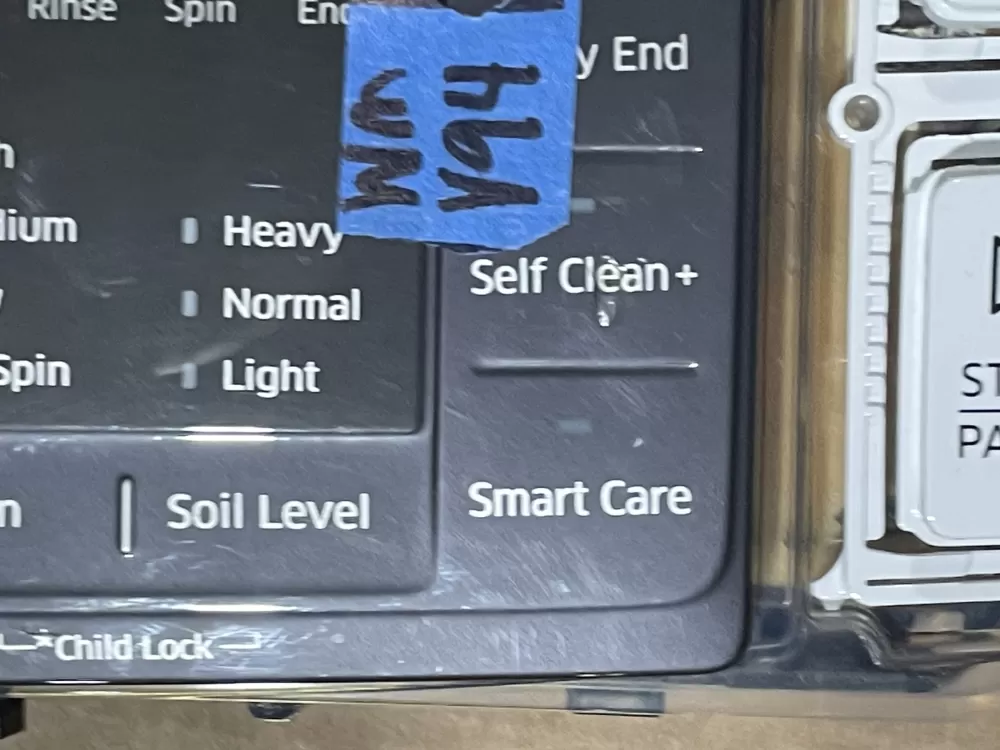 Rinse Spin
End
Heavy
Self Clean+
Normal
Spin
Light
Smart Care
Soil Level
*Child Lock